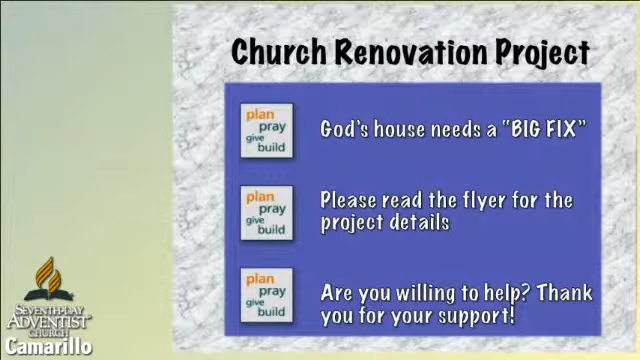 Church Renovation Project
plan
pray
give
build
God's house needs a "BIG FIX"
plan
pray
give
build
Please read the flyer for the
project details
plan
pray
give
build
Are you willing to help? Thank
you for your support!
SEVENTH-DAY
ADVENTIST
CHURCH
Camarillo